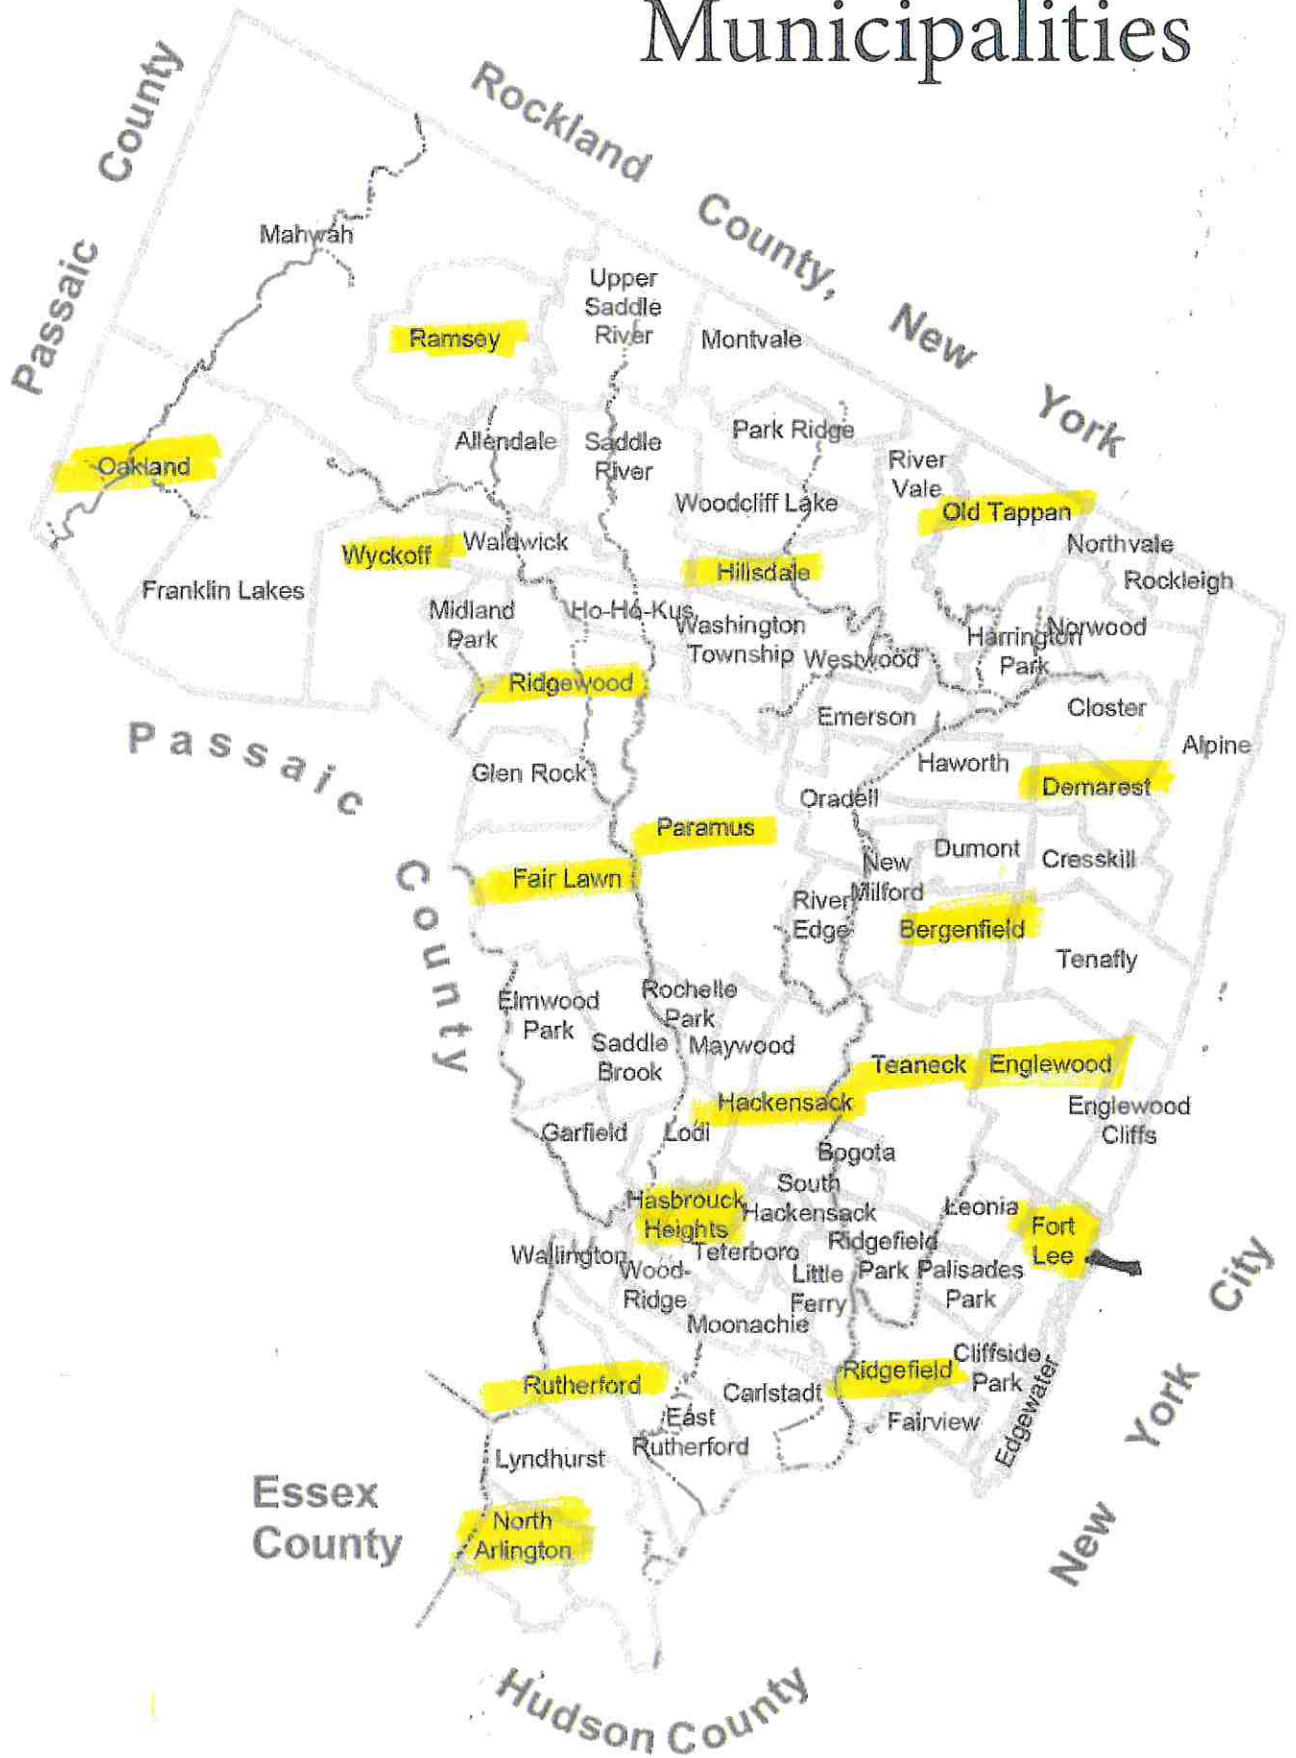 Municipalities
Passaic County
Rockland County, New York
Mahwah
Upper
Saddle
River
Ramsey
Montvale
Allendale
Saddle
River
Park Ridge
River
Vale
Oakland
Woodcliff Lake
Old Tappan
Wyckoff
Waldwick
Northvale
Hillsdale
Rockleigh
Franklin Lakes
Midland
Park
Ho-Ho-Kus
Washington
Township
Westwood
Harrington
Park
Norwood
Ridgewood
Emerson
Closter
Passaic County
Alpine
Glen Rock
Haworth
Demarest
Oradell
Paramus
Dumont
Cresskill
New
Milford
Fair Lawn
River
Edge
Bergenfield
Tenafly
Elmwood
Park
Rochelle
Park
Saddle
Brook
Maywood
Teaneck
Englewood
Hackensack
Englewood
Cliffs
Garfield
Lodi
Bogota
South
Hackensack
Hasbrouck
Heights
Leonia
Fort
Lee
Wallington
Teterboro
Ridgefield
Park
Wood-
Ridge
Little
Ferry
Palisades
Park
Moonachie
New York City
Rutherford
Carlstadt
Ridgefield
Cliffside
Park
Edgewater
East
Rutherford
Fairview
Lyndhurst
Essex
County
North
Arlington
Hudson County